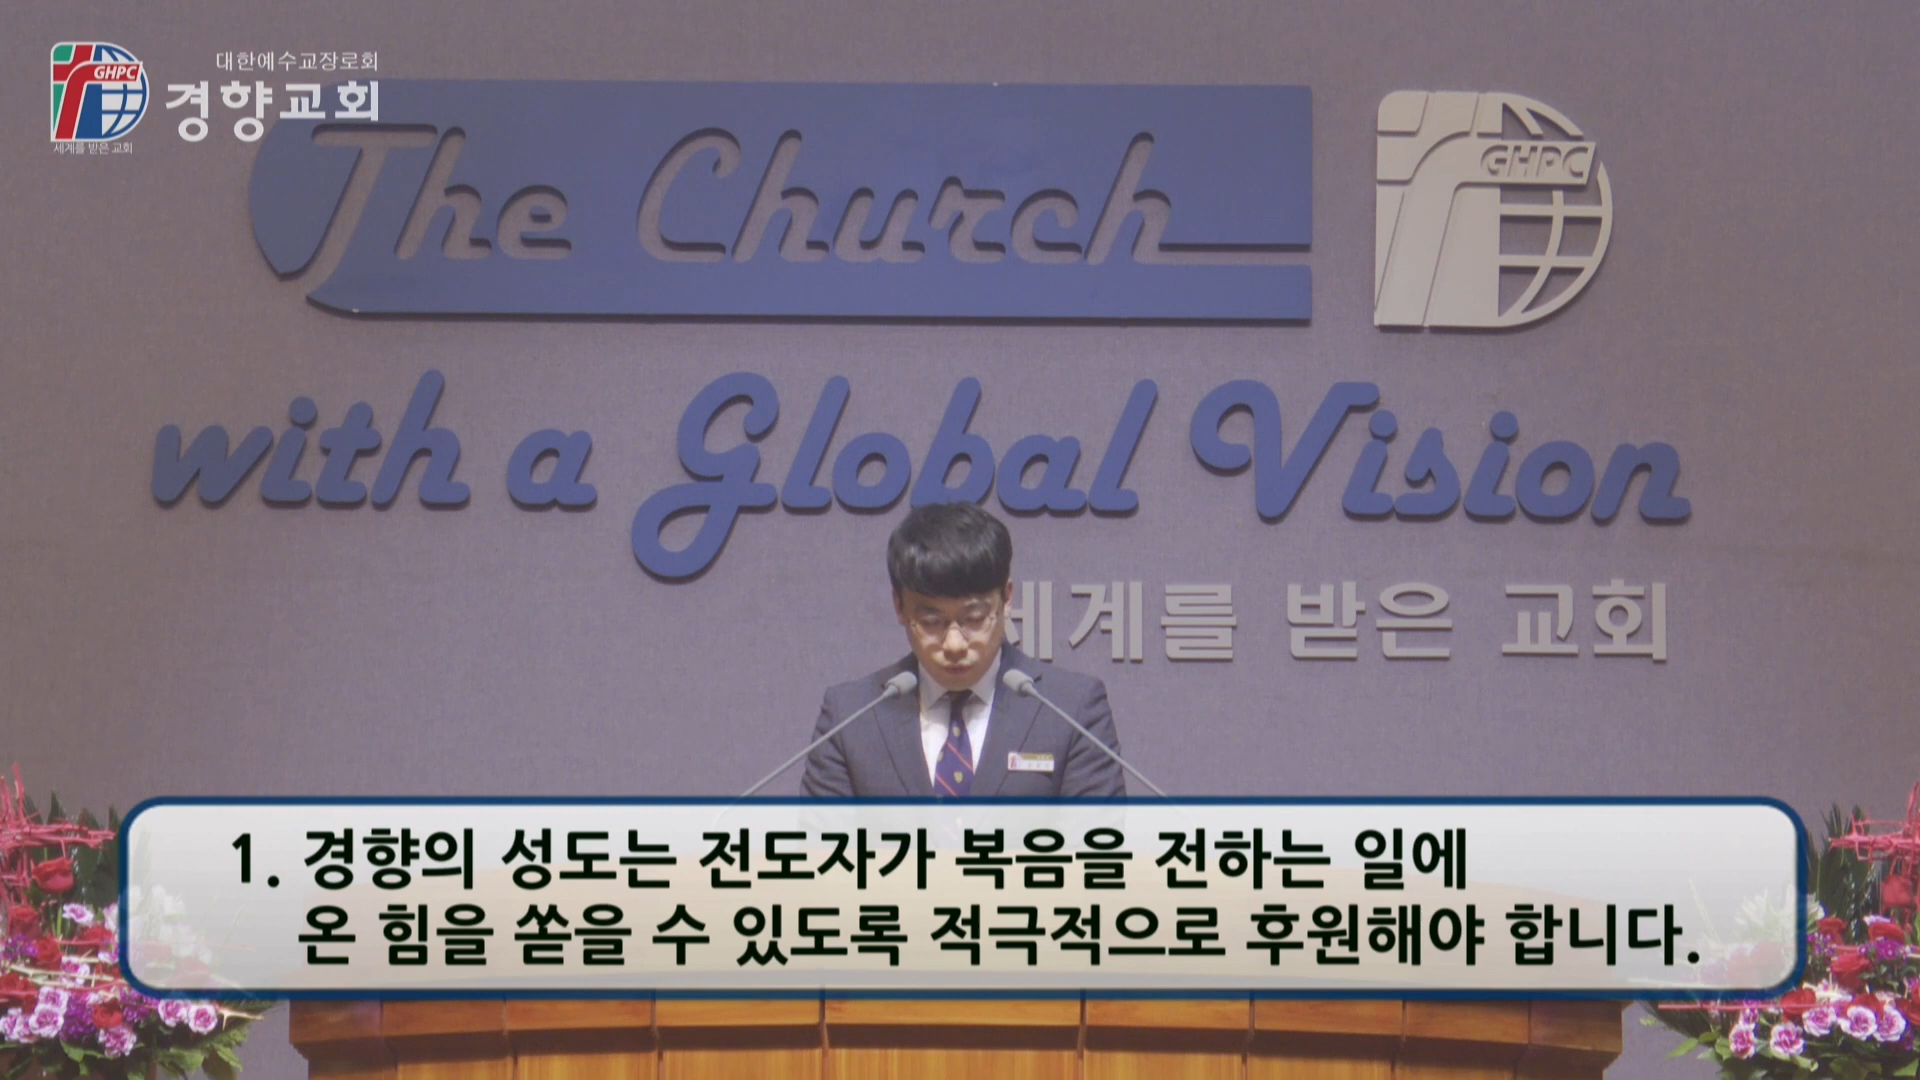 대한예수교장로회
GHPC
경향교회
세계를 받은 교회
The Church
GHPC
with a Global Vision
세계를 받은 교회
1. 경향의 성도는 전도자가 복음을 전하는 일에
온 힘을 쏟을 수 있도록 적극적으로 후원해야 합니다.